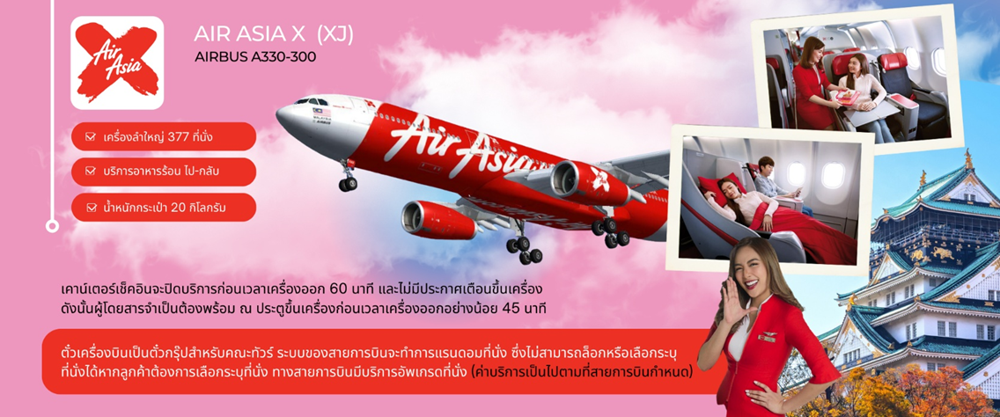 Air
Asia
AIR ASIA X (XJ)
AIRBUS A330-300
เครื่องลำใหญ่ 377 ที่นั่ง
บริการอาหารร้อน ไป-กลับ
น้ำหนักกระเป๋า 20 กิโลกรัม
Air Asia
เคาน์เตอร์เช็คอินจะปิดบริการก่อนเวลาเครื่องออก 60 นาที และไม่มีประกาศเตือนขึ้นเครื่อง
ดังนั้นผู้โดยสารจำเป็นต้องพร้อม ณ ประตูขึ้นเครื่องก่อนเวลาเครื่องออกอย่างน้อย 45 นาที
ตั๋วเครื่องบินเป็นตั๋วกรุ๊ปสำหรับคณะทัวร์ ระบบของสายการบินจะทำการแรนดอมที่นั่ง ซึ่งไม่สามารถล็อกหรือเลือกระบุ
ที่นั่งได้หากลูกค้าต้องการเลือกระบุที่นั่ง ทางสายการบินมีบริการอัพเกรดที่นั่ง (ค่าบริการเป็นไปตามที่สายการบินกำหนด)